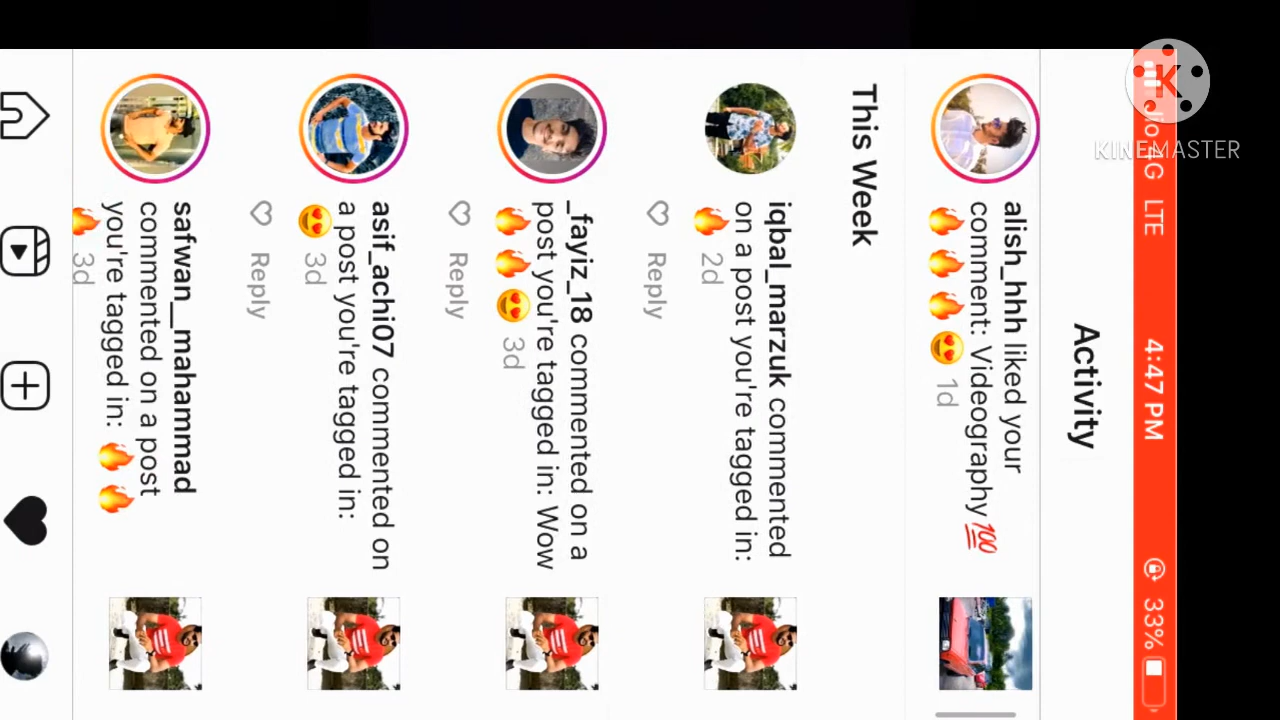 Jio 4G LTE 4:47 PM 33%
KINEMASTER
Activity
alish_hhh liked your
comment: Videography💯
🔥🔥🔥😍 1d
This Week
iqbal_marzuk commented
on a post you're tagged in:
🔥 2d
Reply
_fayiz_18 commented on a
post you're tagged in: Wow
🔥🔥😍 3d
Reply
asif_achi07 commented on
a post you're tagged in:
😍 3d
Reply
safwan__mahammad
commented on a post
you're tagged in: 🔥🔥
🔥 3d